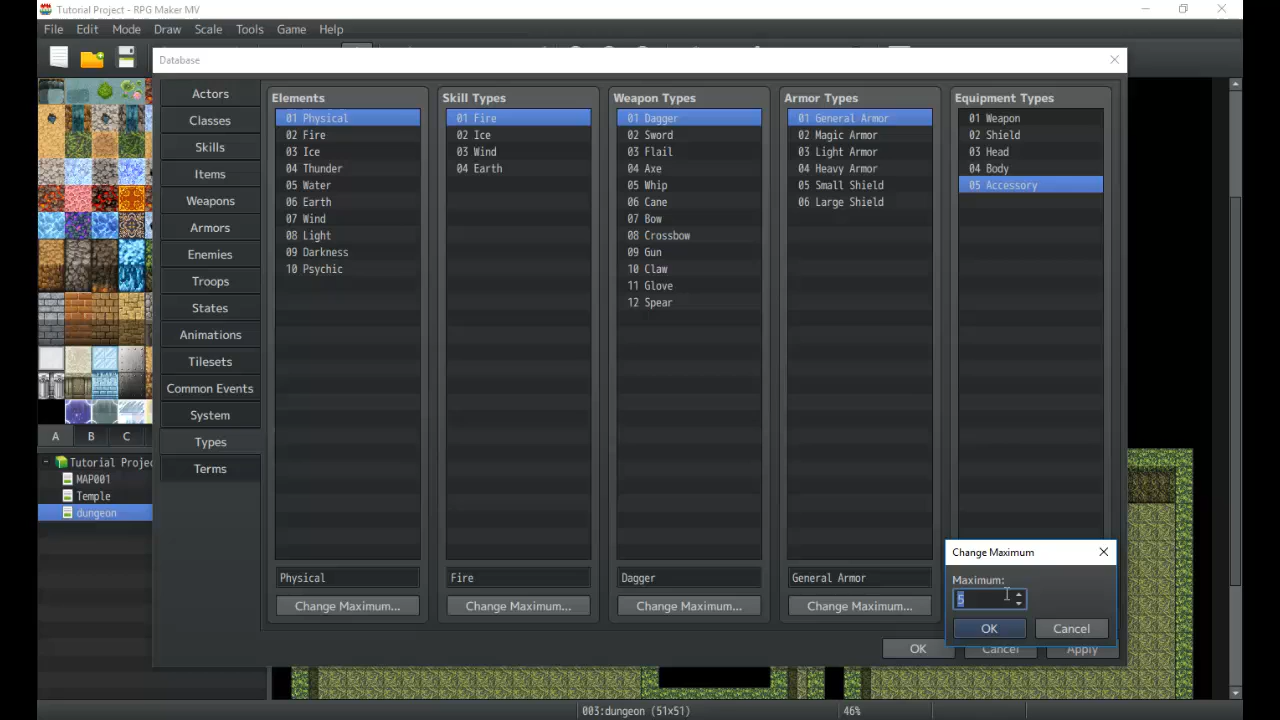 Tutorial Project - RPG Maker MV
File Edit Mode Draw Scale Tools Game Help
Database
Actors
Classes
Skills
Items
Weapons
Armors
Enemies
Troops
States
Animations
Tilesets
Common Events
System
Types
Terms
Elements
01 Physical
02 Fire
03 Ice
04 Thunder
05 Water
06 Earth
07 Wind
08 Light
09 Darkness
10 Psychic
Physical
Change Maximum...
Skill Types
01 Fire
02 Ice
03 Wind
04 Earth
Fire
Change Maximum...
Weapon Types
01 Dagger
02 Sword
03 Flail
04 Axe
05 Whip
06 Cane
07 Bow
08 Crossbow
09 Gun
10 Claw
11 Glove
12 Spear
Dagger
Change Maximum...
Armor Types
01 General Armor
02 Magic Armor
03 Light Armor
04 Heavy Armor
05 Small Shield
06 Large Shield
General Armor
Change Maximum...
Equipment Types
01 Weapon
02 Shield
03 Head
04 Body
05 Accessory
Change Maximum
Maximum:
5
OK Cancel
OK Cancel Apply
A B C
Tutorial Projec
MAP001
Temple
dungeon
003:dungeon (51x51) 46%